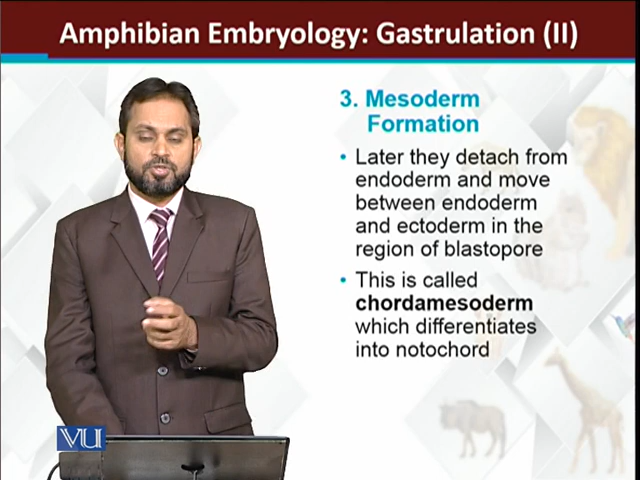 Amphibian Embryology: Gastrulation (II)
3. Mesoderm
Formation
• Later they detach from
endoderm and move
between endoderm
and ectoderm in the
region of blastopore
• This is called
chordamesoderm
which differentiates
into notochord
VU